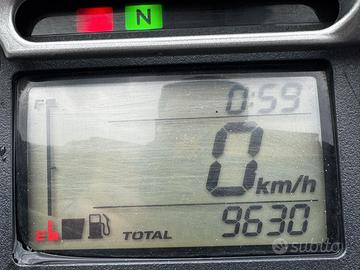 N
F
0:59
0 km/h
E
TOTAL 9630
subito